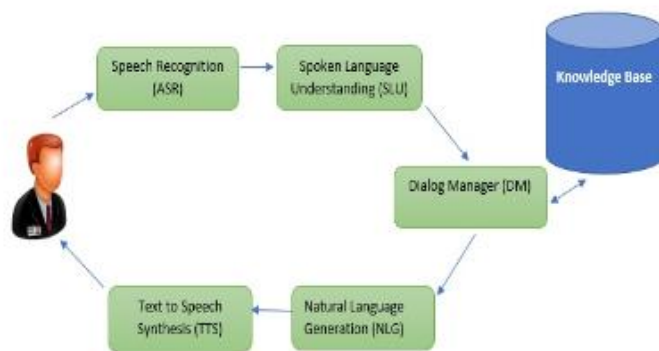 Speech Recognition
(ASR)
Spoken Language
Understanding (SLU)
Knowledge Base
Dialog Manager (DM)
Text to Speech
Synthesis (TTS)
Natural Language
Generation (NLG)